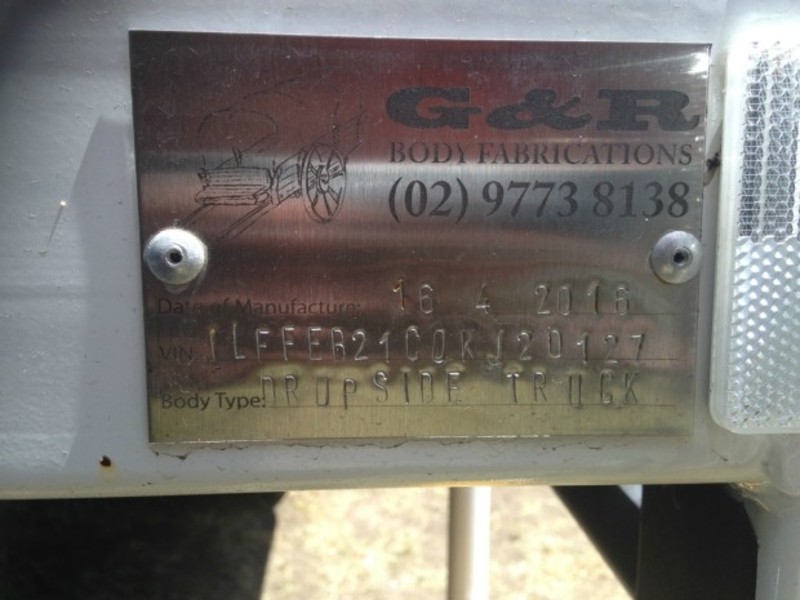 G&R
BODY FABRICATIONS
(02) 9773 8138
Date of Manufacture: 16 4 2016
VIN JLFFEB21C0KJ20127
Body Type: DROPSIDE TRUCK